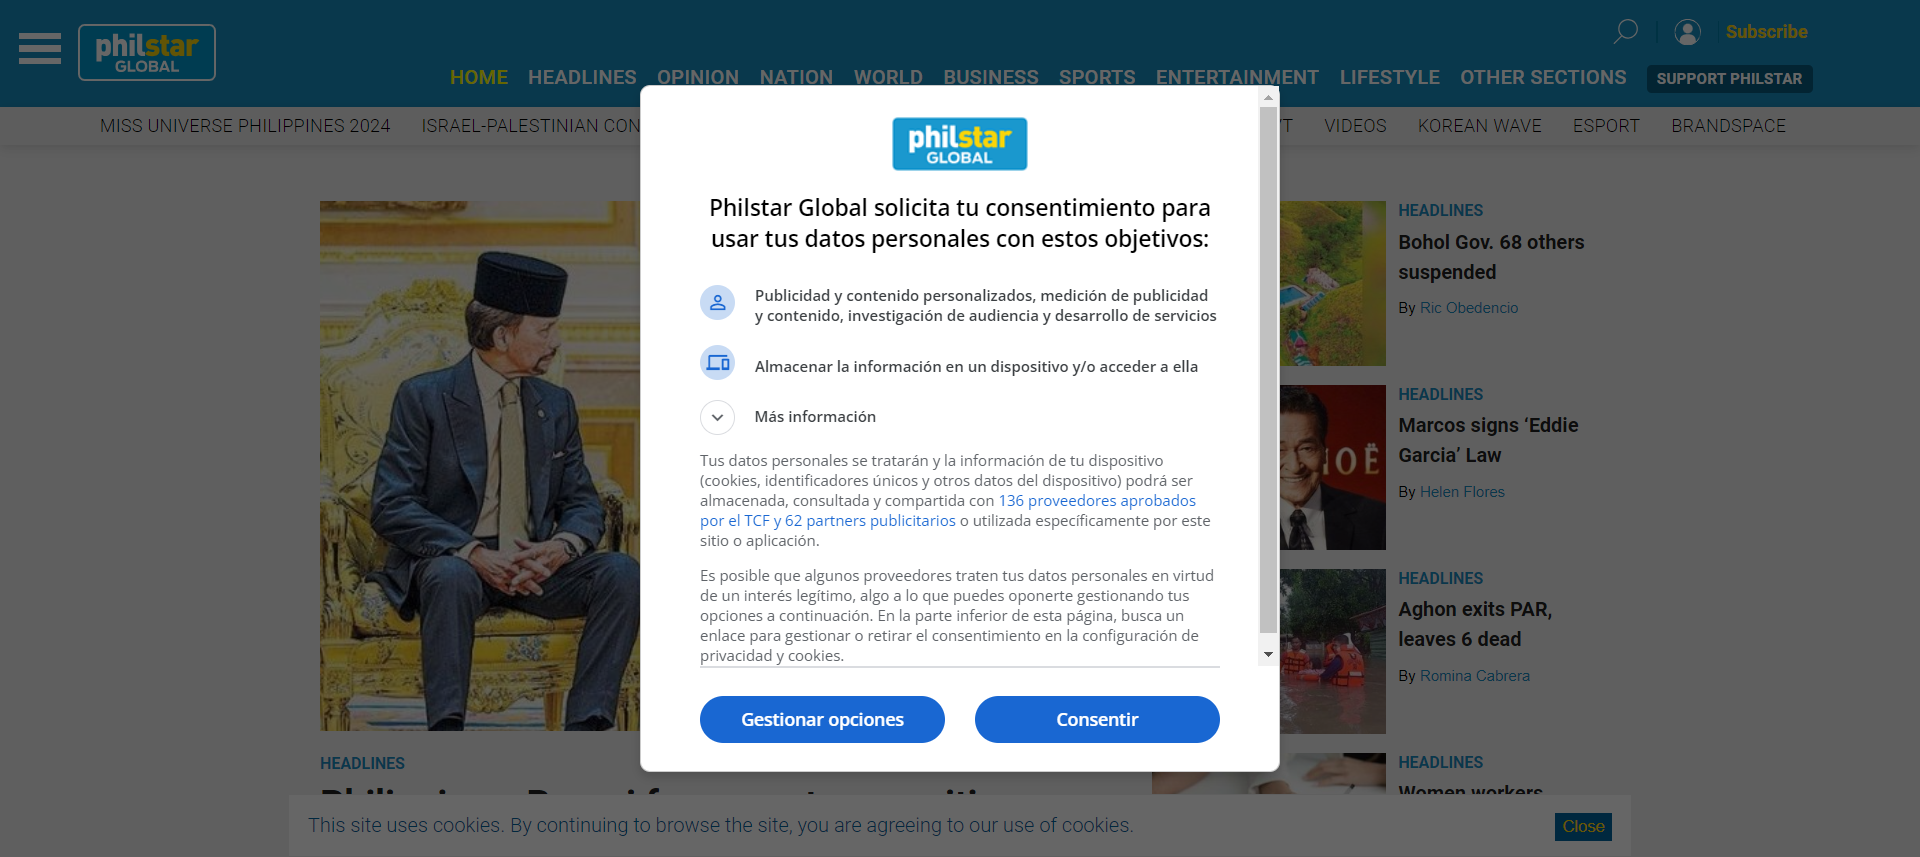 philstar
GLOBAL
Subscribe
HOME HEADLINES OPINION NATION WORLD BUSINESS SPORTS ENTERTAINMENT LIFESTYLE OTHER SECTIONS SUPPORT PHILSTAR
MISS UNIVERSE PHILIPPINES 2024 ISRAEL-PALESTINIAN CON VIDEOS KOREAN WAVE ESPORT BRANDSPACE
philstar
GLOBAL
Philstar Global solicita tu consentimiento para
usar tus datos personales con estos objetivos:
Publicidad y contenido personalizados, medición de publicidad
y contenido, investigación de audiencia y desarrollo de servicios
Almacenar la información en un dispositivo y/o acceder a ella
Más información
Tus datos personales se tratarán y la información de tu dispositivo
(cookies, identificadores únicos y otros datos del dispositivo) podrá ser
almacenada, consultada y compartida con 136 proveedores aprobados
por el TCF y 62 partners publicitarios o utilizada específicamente por este
sitio o aplicación.
Es posible que algunos proveedores traten tus datos personales en virtud
de un interés legítimo, algo a lo que puedes oponerte gestionando tus
opciones a continuación. En la parte inferior de esta página, busca un
enlace para gestionar o retirar el consentimiento en la configuración de
privacidad y cookies.
Gestionar opciones
Consentir
HEADLINES
HEADLINES
Bohol Gov. 68 others
suspended
By Ric Obedencio
HEADLINES
Marcos signs ‘Eddie
Garcia’ Law
By Helen Flores
NOË
HEADLINES
Aghon exits PAR,
leaves 6 dead
By Romina Cabrera
HEADLINES
Women workers
This site uses cookies. By continuing to browse the site, you are agreeing to our use of cookies.
Close